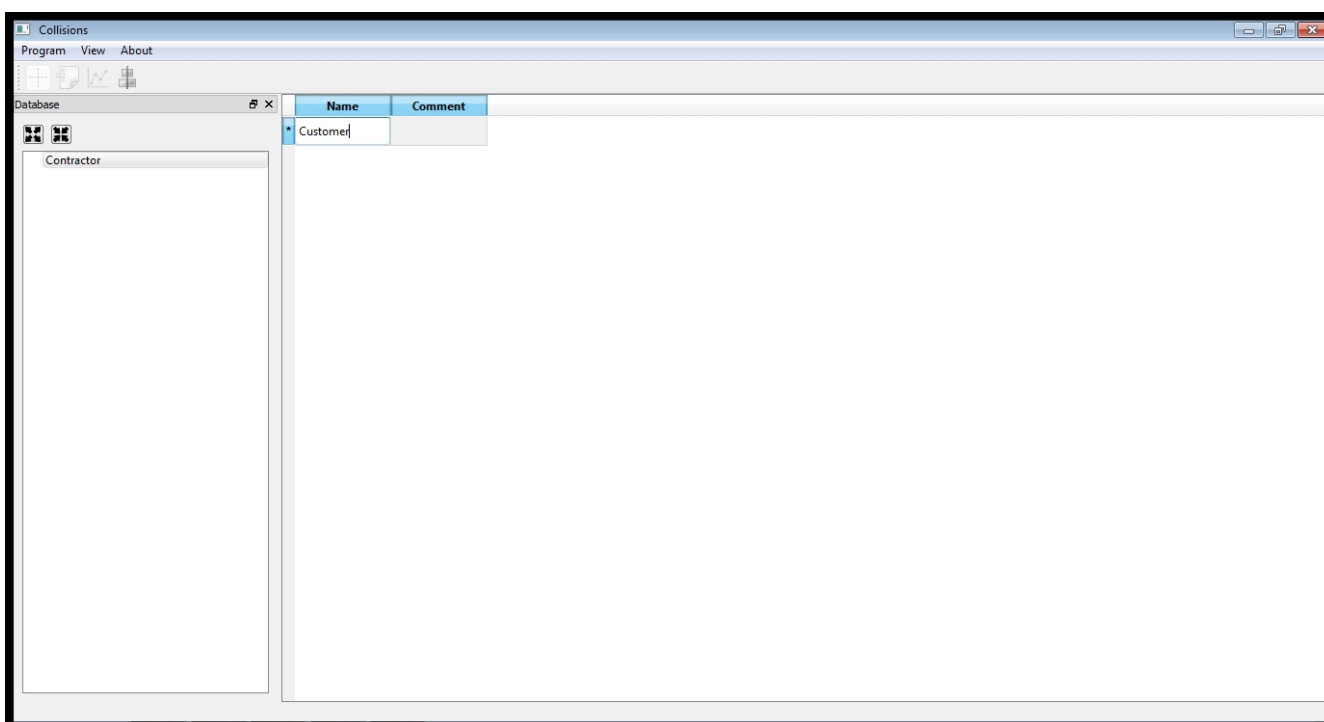 Collisions
Program View About
Database
Name Comment
* Customer
Contractor